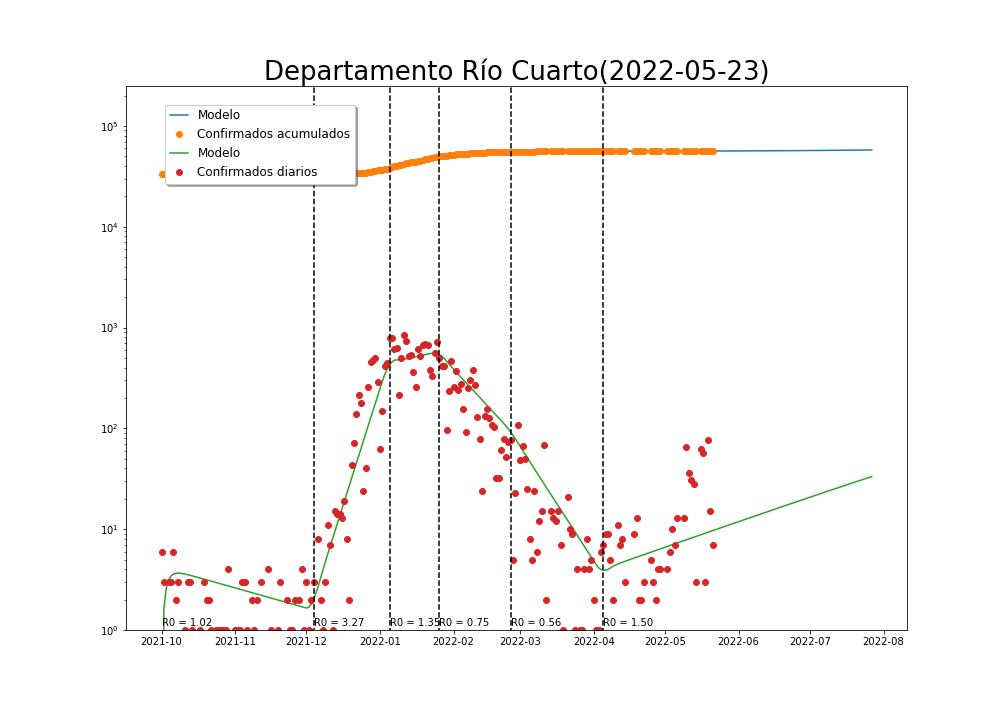 Departamento Río Cuarto(2022-05-23)
Modelo
Confirmados acumulados
Modelo
Confirmados diarios
10⁵
10⁴
10³
10²
10¹
10⁰
R0 = 1.02 R0 = 3.27 R0 = 1.35 R0 = 0.75 R0 = 0.56 R0 = 1.50
2021-10 2021-11 2021-12 2022-01 2022-02 2022-03 2022-04 2022-05 2022-06 2022-07 2022-08